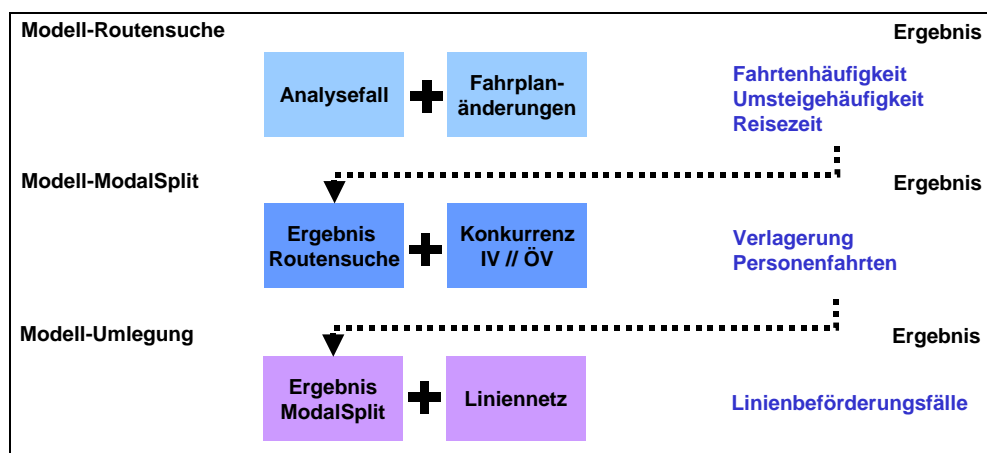 Modell-Routensuche
Ergebnis
Analysefall
Fahrplan-
änderungen
Fahrtenhäufigkeit
Umsteigehäufigkeit
Reisezeit
Modell-ModalSplit
Ergebnis
Ergebnis
Routensuche
Konkurrenz
IV // ÖV
Verlagerung
Personenfahrten
Modell-Umlegung
Ergebnis
Ergebnis
ModalSplit
Liniennetz
Linienbeförderungsfälle